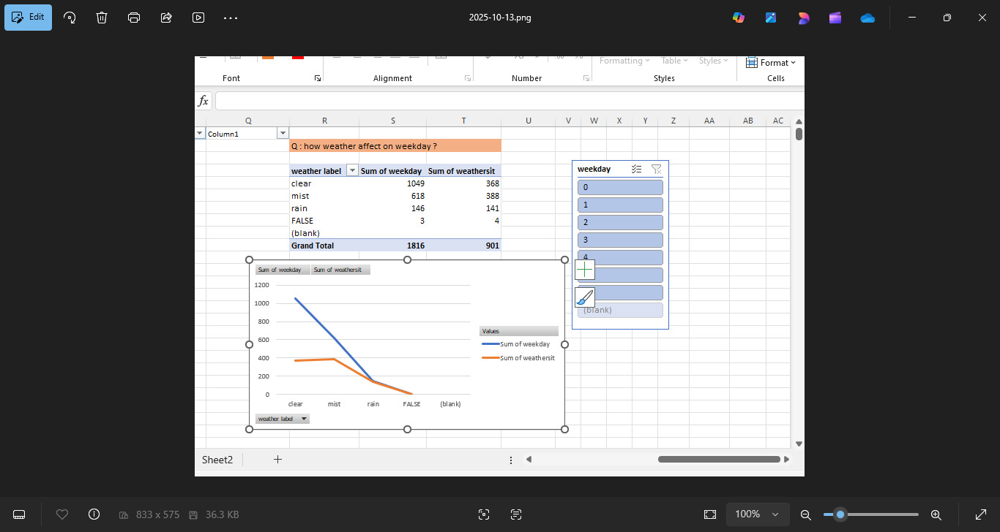 Edit
2025-10-13.png
Formatting Table Styles Format
Font Alignment Number Styles Cells
fx
Q R S T U V W X Y Z AA AB AC
Column1
Q : how weather affect on weekday ?
weather label Sum of weekday Sum of weathersit
clear 1049 368
mist 618 388
rain 146 141
FALSE 3 4
(blank)
Grand Total 1816 901
weekday
0
1
2
3
4
(blank)
Sum of weekday Sum of weathersit
1200
1000
800
600
400
200
0
clear mist rain FALSE (blank)
Values
Sum of weekday
Sum of weathersit
weather label
Sheet2
833 x 575 36.3 KB
100%